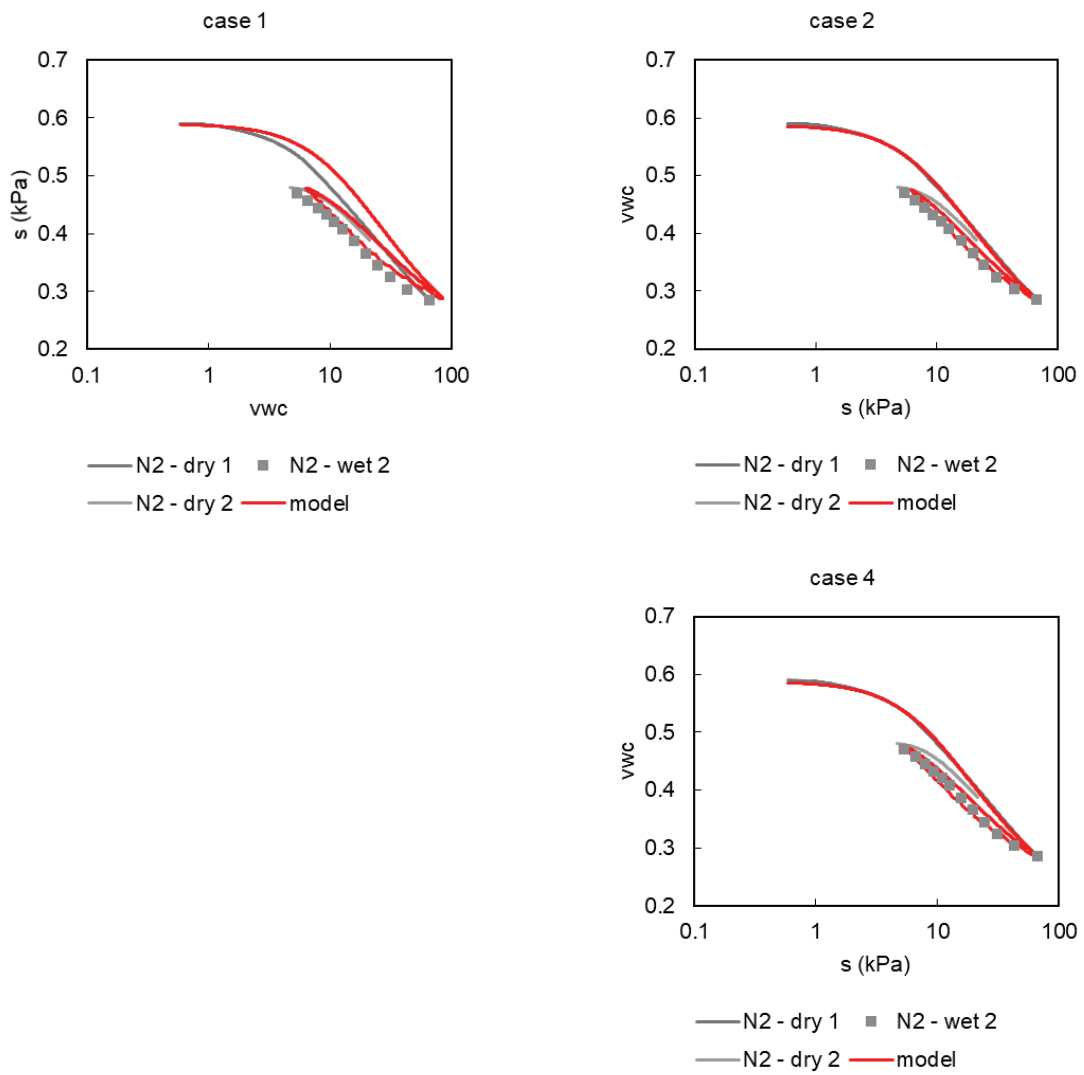 case 1
0.7
0.6
0.5
0.4
0.3
0.2
s (kPa)
0.1 1 10 100
vwc
N2 - dry 1 N2 - wet 2
N2 - dry 2 model
case 2
0.7
0.6
0.5
0.4
0.3
0.2
vwc
0.1 1 10 100
s (kPa)
N2 - dry 1 N2 - wet 2
N2 - dry 2 model
case 4
0.7
0.6
0.5
0.4
0.3
0.2
vwc
0.1 1 10 100
s (kPa)
N2 - dry 1 N2 - wet 2
N2 - dry 2 model